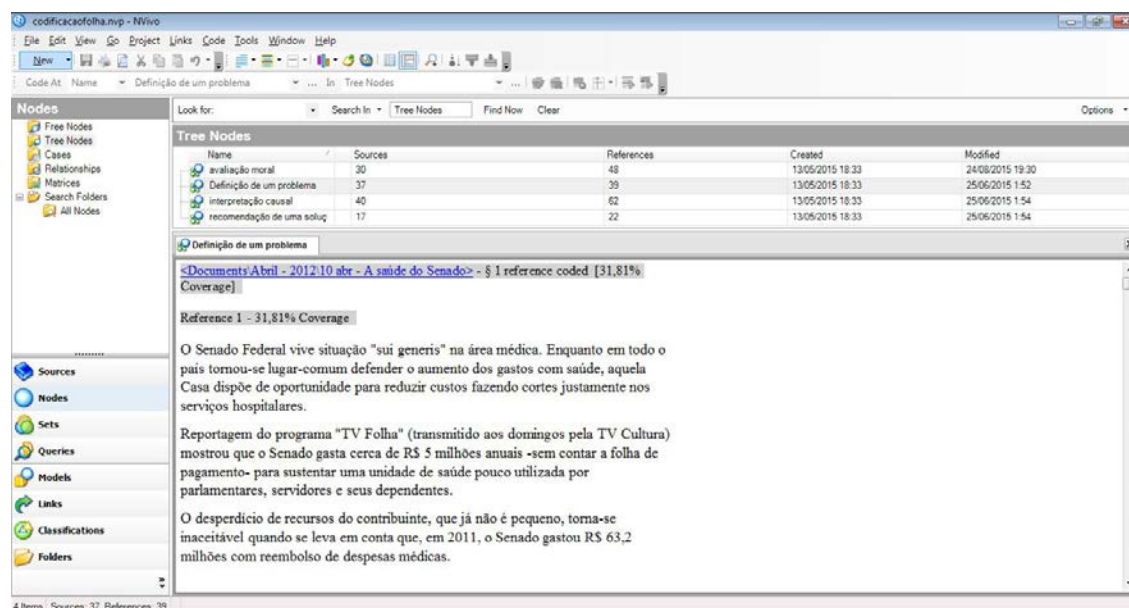 codificacaofolha.nvp - NVivo
File Edit View Go Project Links Code Tools Window Help
New
Code At Name Definição de um problema ... In Tree Nodes ...
Nodes
Free Nodes
Tree Nodes
Cases
Relationships
Matrices
Search Folders
All Nodes
Look for: Search In Tree Nodes Find Now Clear Options
Tree Nodes
Name Sources References Created Modified
avaliação moral 30 48 13/05/2015 18:33 24/08/2015 19:30
Definição de um problema 37 39 13/05/2015 18:33 25/06/2015 1:52
interpretação causal 40 62 13/05/2015 18:33 25/06/2015 1:54
recomendação de uma soluç 17 22 13/05/2015 18:33 25/06/2015 1:54
Definição de um problema
<Documents\Abril - 2012\10 abr - A saúde do Senado> - § 1 reference coded [31,81%
Coverage]
Reference 1 - 31,81% Coverage
O Senado Federal vive situação "sui generis" na área médica. Enquanto em todo o
país tornou-se lugar-comum defender o aumento dos gastos com saúde, aquela
Casa dispõe de oportunidade para reduzir custos fazendo cortes justamente nos
serviços hospitalares.
Reportagem do programa "TV Folha" (transmitido aos domingos pela TV Cultura)
mostrou que o Senado gasta cerca de R$ 5 milhões anuais -sem contar a folha de
pagamento- para sustentar uma unidade de saúde pouco utilizada por
parlamentares, servidores e seus dependentes.
O desperdício de recursos do contribuinte, que já não é pequeno, torna-se
inaceitável quando se leva em conta que, em 2011, o Senado gastou R$ 63,2
milhões com reembolso de despesas médicas.
Sources
Nodes
Sets
Queries
Models
Links
Classifications
Folders
4 Items Sources: 37 References: 39